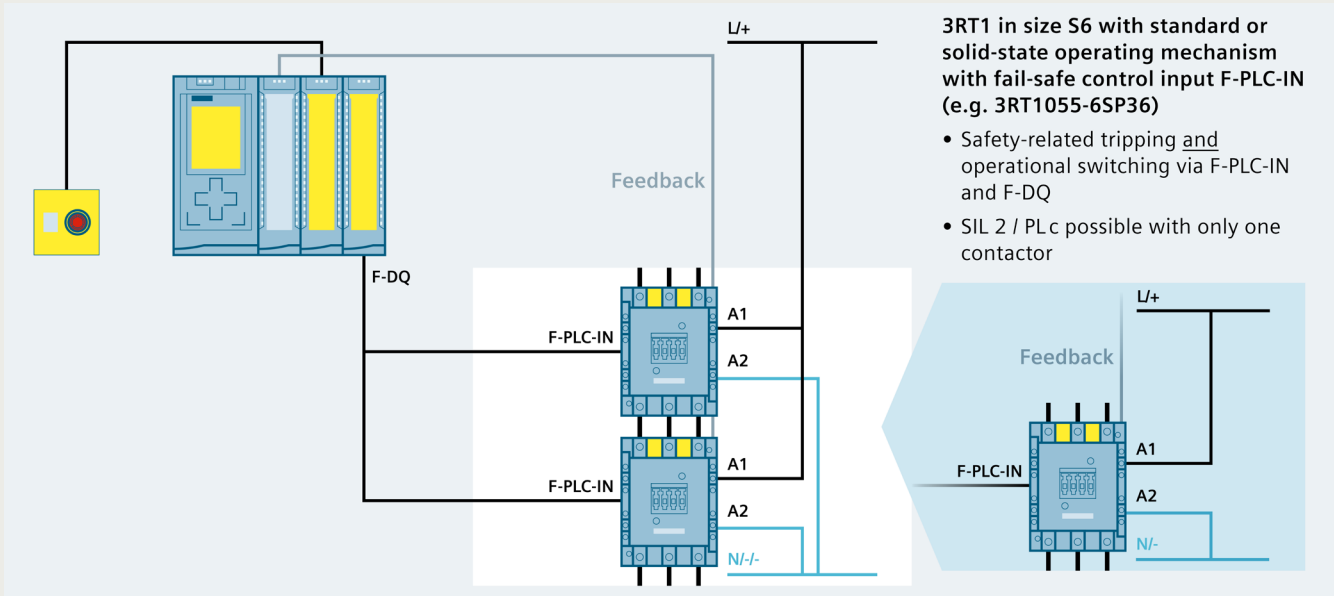 L/+
3RT1 in size S6 with standard or
solid-state operating mechanism
with fail-safe control input F-PLC-IN
(e.g. 3RT1055-6SP36)
• Safety-related tripping and
operational switching via F-PLC-IN
and F-DQ
• SIL 2 / PL c possible with only one
contactor
Feedback
F-DQ
F-PLC-IN
A1
A2
F-PLC-IN
A1
A2
N/-/-
L/+
Feedback
F-PLC-IN
A1
A2
N/-